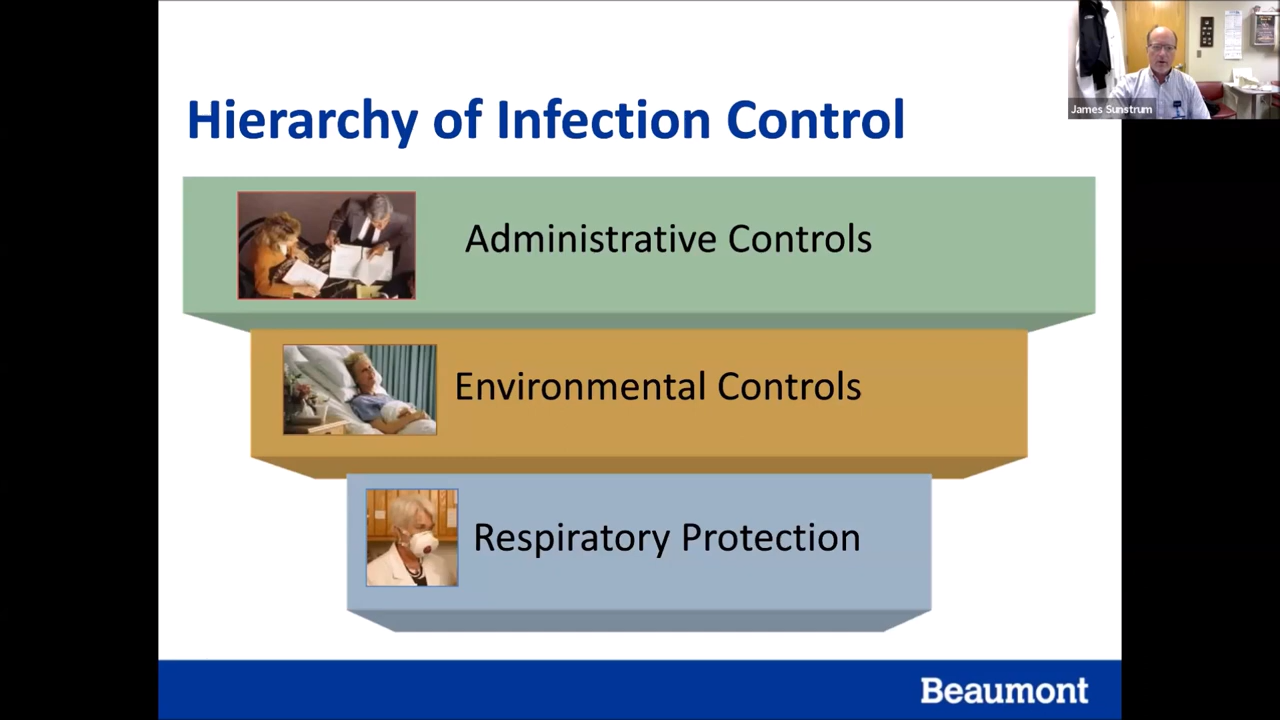 James Sunstrum
Hierarchy of Infection Control
Administrative Controls
Environmental Controls
Respiratory Protection
Beaumont